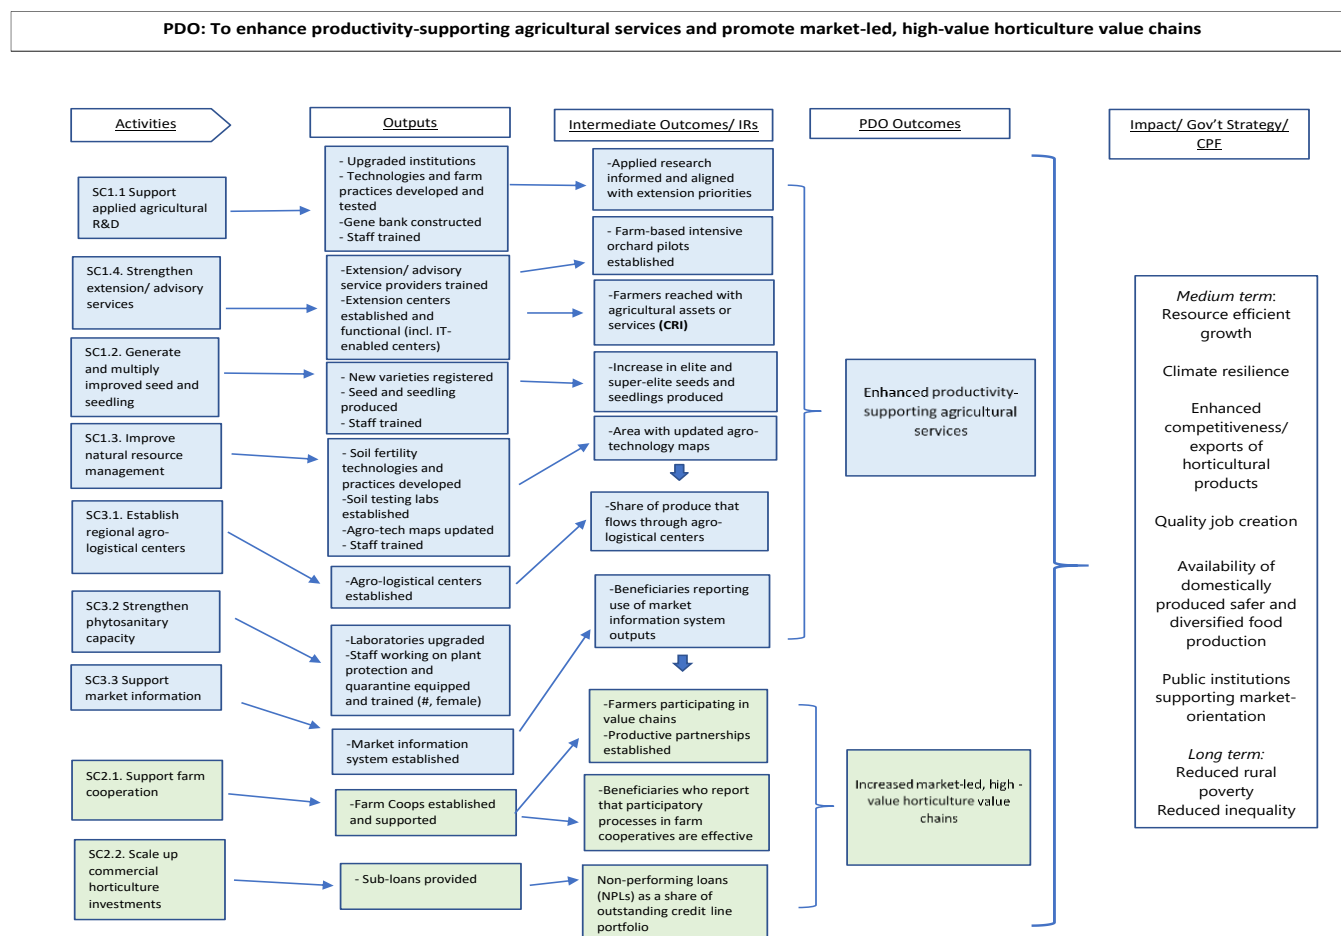 PDO: To enhance productivity-supporting agricultural services and promote market-led, high-value horticulture value chains
Activities
Outputs
Intermediate Outcomes/ IRs
PDO Outcomes
Impact/ Gov't Strategy/
CPF
SC1.1 Support
applied agricultural
R&D
SC1.4. Strengthen
extension/ advisory
services
SC1.2. Generate
and multiply
improved seed and
seedling
SC1.3. Improve
natural resource
management
SC3.1. Establish
regional agro-
logistical centers
SC3.2 Strengthen
phytosanitary
capacity
SC3.3 Support
market information
SC2.1. Support farm
cooperation
SC2.2. Scale up
commercial
horticulture
investments
- Upgraded institutions
- Technologies and farm
practices developed and
tested
-Gene bank constructed
- Staff trained
-Extension/ advisory
service providers trained
-Extension centers
established and
functional (incl. IT-
enabled centers)
- New varieties registered
- Seed and seedling
produced
- Staff trained
- Soil fertility
technologies and
practices developed
-Soil testing labs
established
-Agro-tech maps updated
- Staff trained
-Agro-logistical centers
established
-Laboratories upgraded
-Staff working on plant
protection and
quarantine equipped
and trained (#, female)
-Market information
system established
-Farm Coops established
and supported
- Sub-loans provided
-Applied research
informed and aligned
with extension priorities
- Farm-based intensive
orchard pilots
established
-Farmers reached with
agricultural assets or
services (CRI)
-Increase in elite and
super-elite seeds and
seedlings produced
-Area with updated agro-
technology maps
-Share of produce that
flows through agro-
logistical centers
-Beneficiaries reporting
use of market
information system
outputs
-Farmers participating in
value chains
-Productive partnerships
established
-Beneficiaries who report
that participatory
processes in farm
cooperatives are effective
Non-performing loans
(NPLs) as a share of
outstanding credit line
portfolio
Enhanced productivity-
supporting agricultural
services
Increased market-led, high -
value horticulture value
chains
Medium term:
Resource efficient
growth
Climate resilience
Enhanced
competitiveness/
exports of
horticultural
products
Quality job creation
Availability of
domestically
produced safer and
diversified food
production
Public institutions
supporting market-
orientation
Long term:
Reduced rural
poverty
Reduced inequality